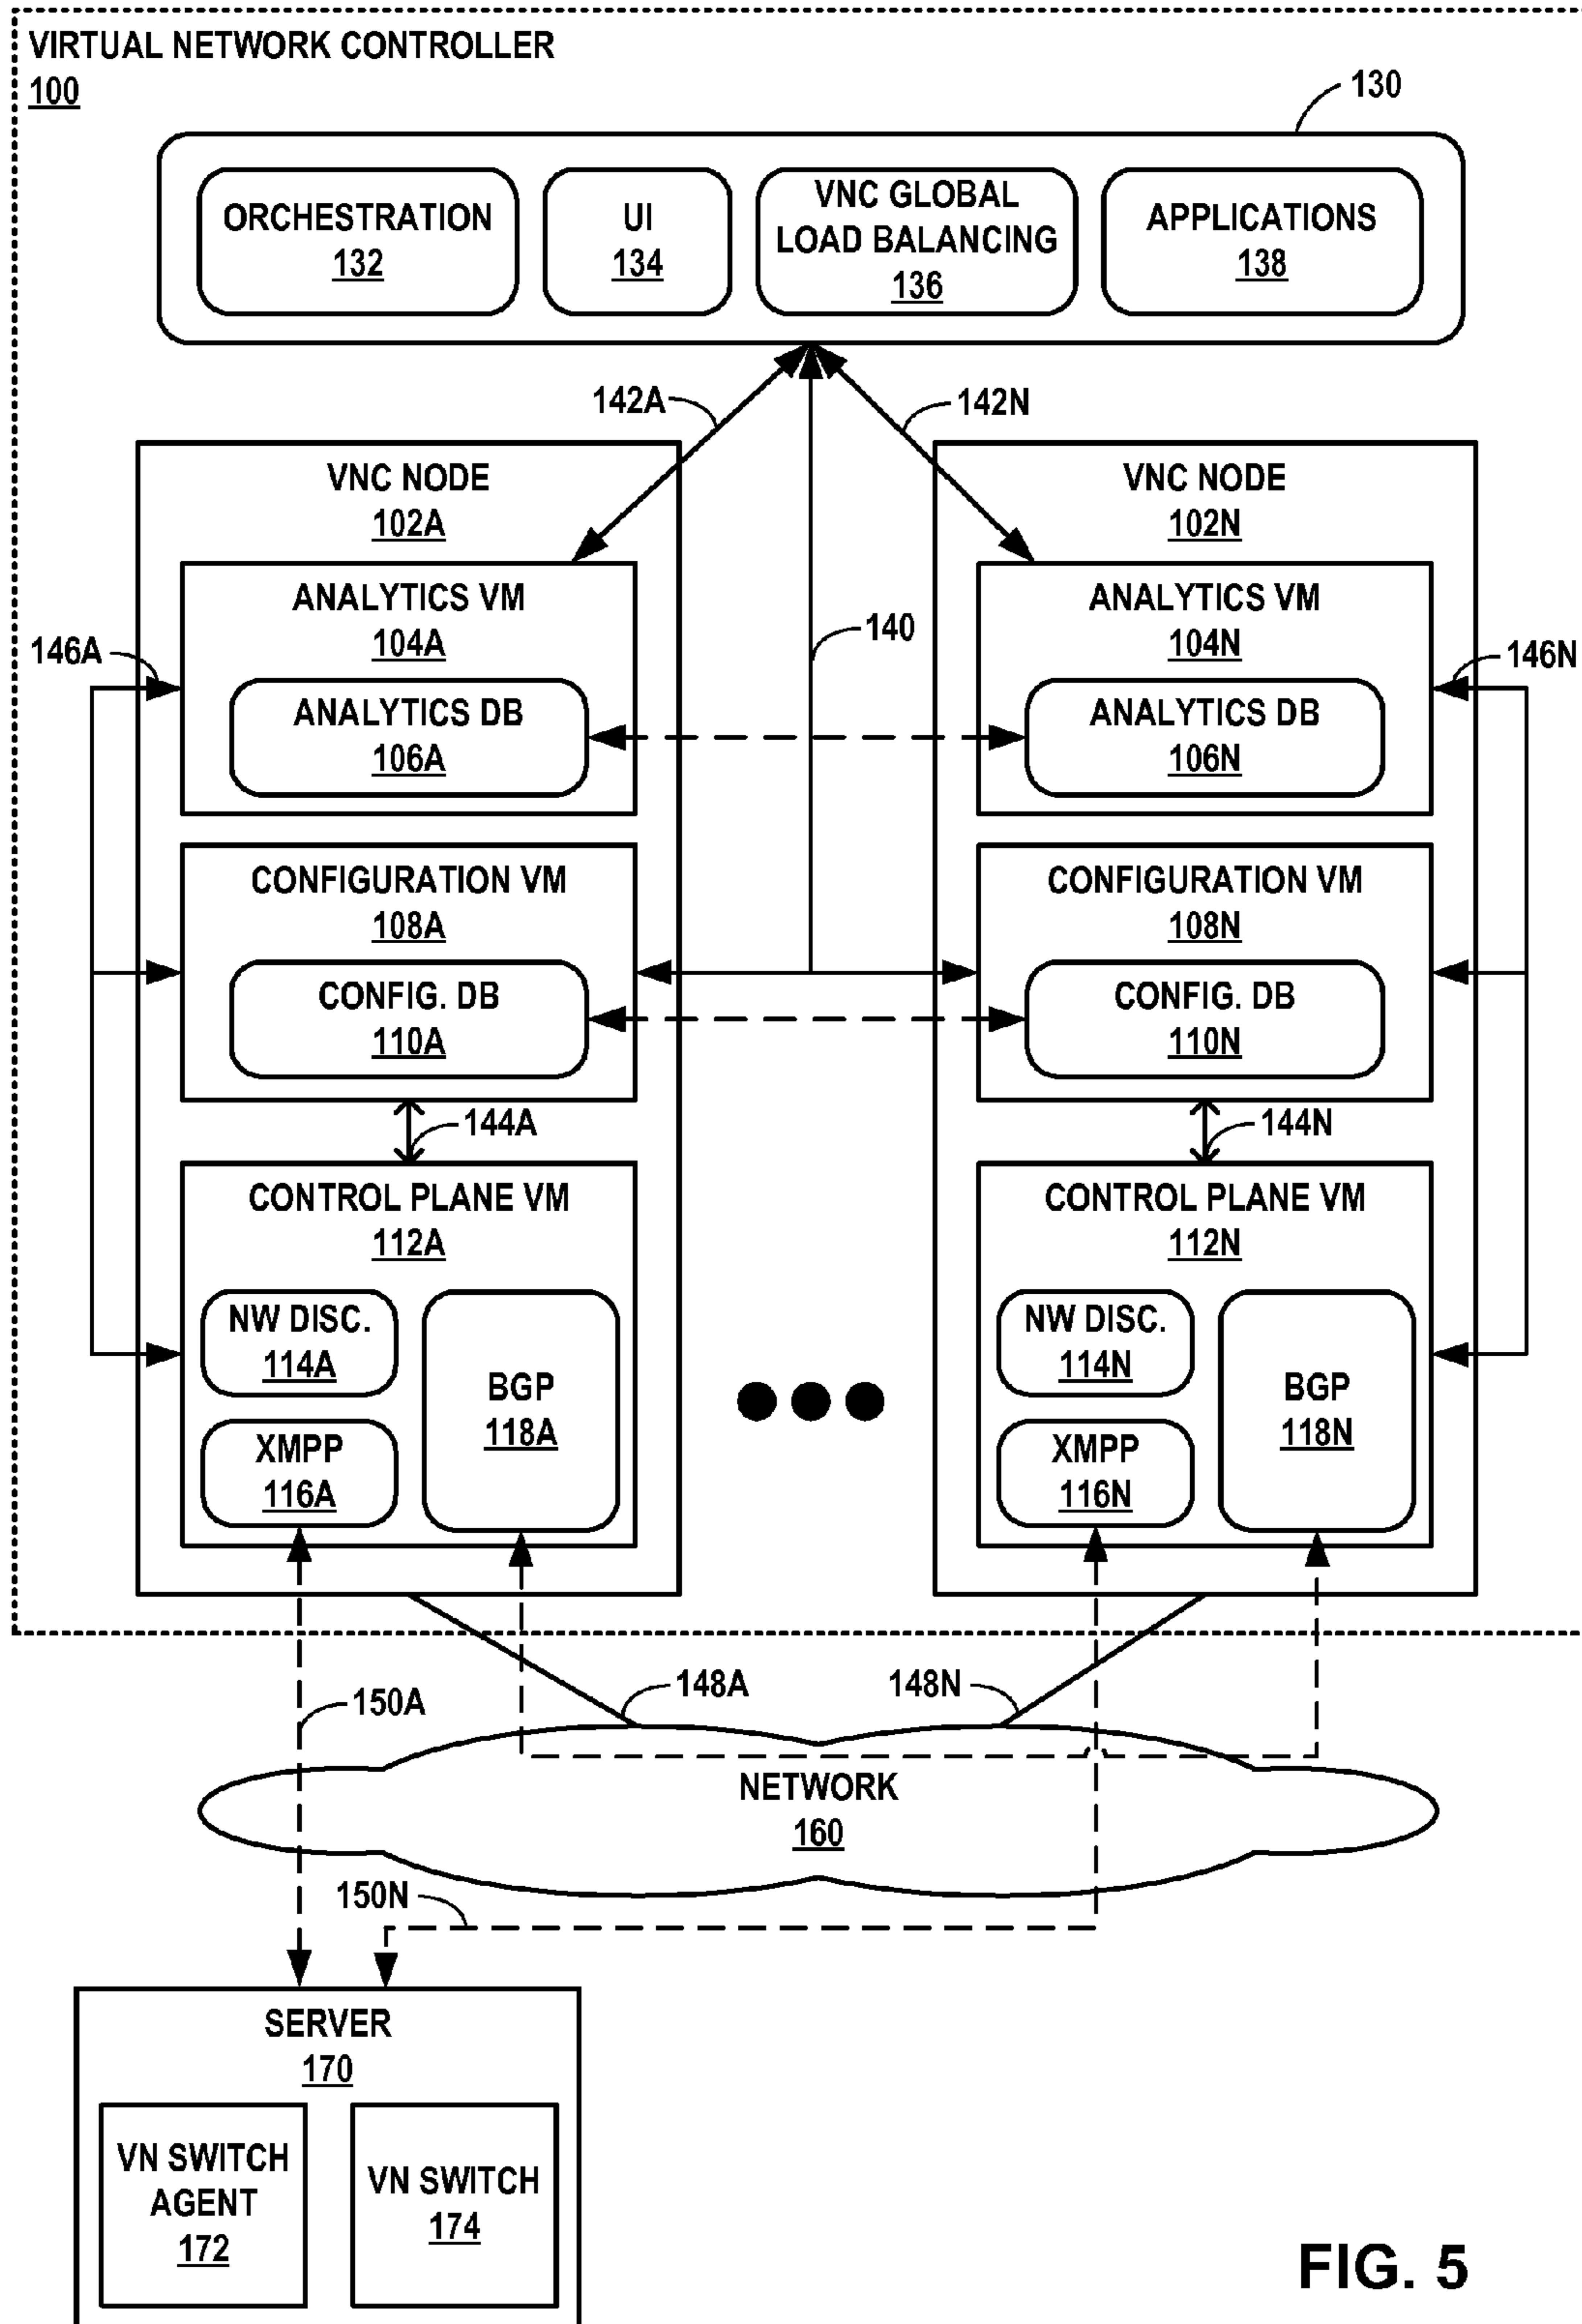 VIRTUAL NETWORK CONTROLLER
100
130
ORCHESTRATION
132
UI
134
VNC GLOBAL
LOAD BALANCING
136
APPLICATIONS
138
142A
142N
140
VNC NODE
102A
ANALYTICS VM
104A
146A
ANALYTICS DB
106A
CONFIGURATION VM
108A
CONFIG. DB
110A
144A
CONTROL PLANE VM
112A
NW DISC.
114A
XMPP
116A
BGP
118A
VNC NODE
102N
ANALYTICS VM
104N
146N
ANALYTICS DB
106N
CONFIGURATION VM
108N
CONFIG. DB
110N
144N
CONTROL PLANE VM
112N
NW DISC.
114N
XMPP
116N
BGP
118N
150A
148A
148N
NETWORK
160
150N
SERVER
170
VN SWITCH
AGENT
172
VN SWITCH
174
FIG. 5